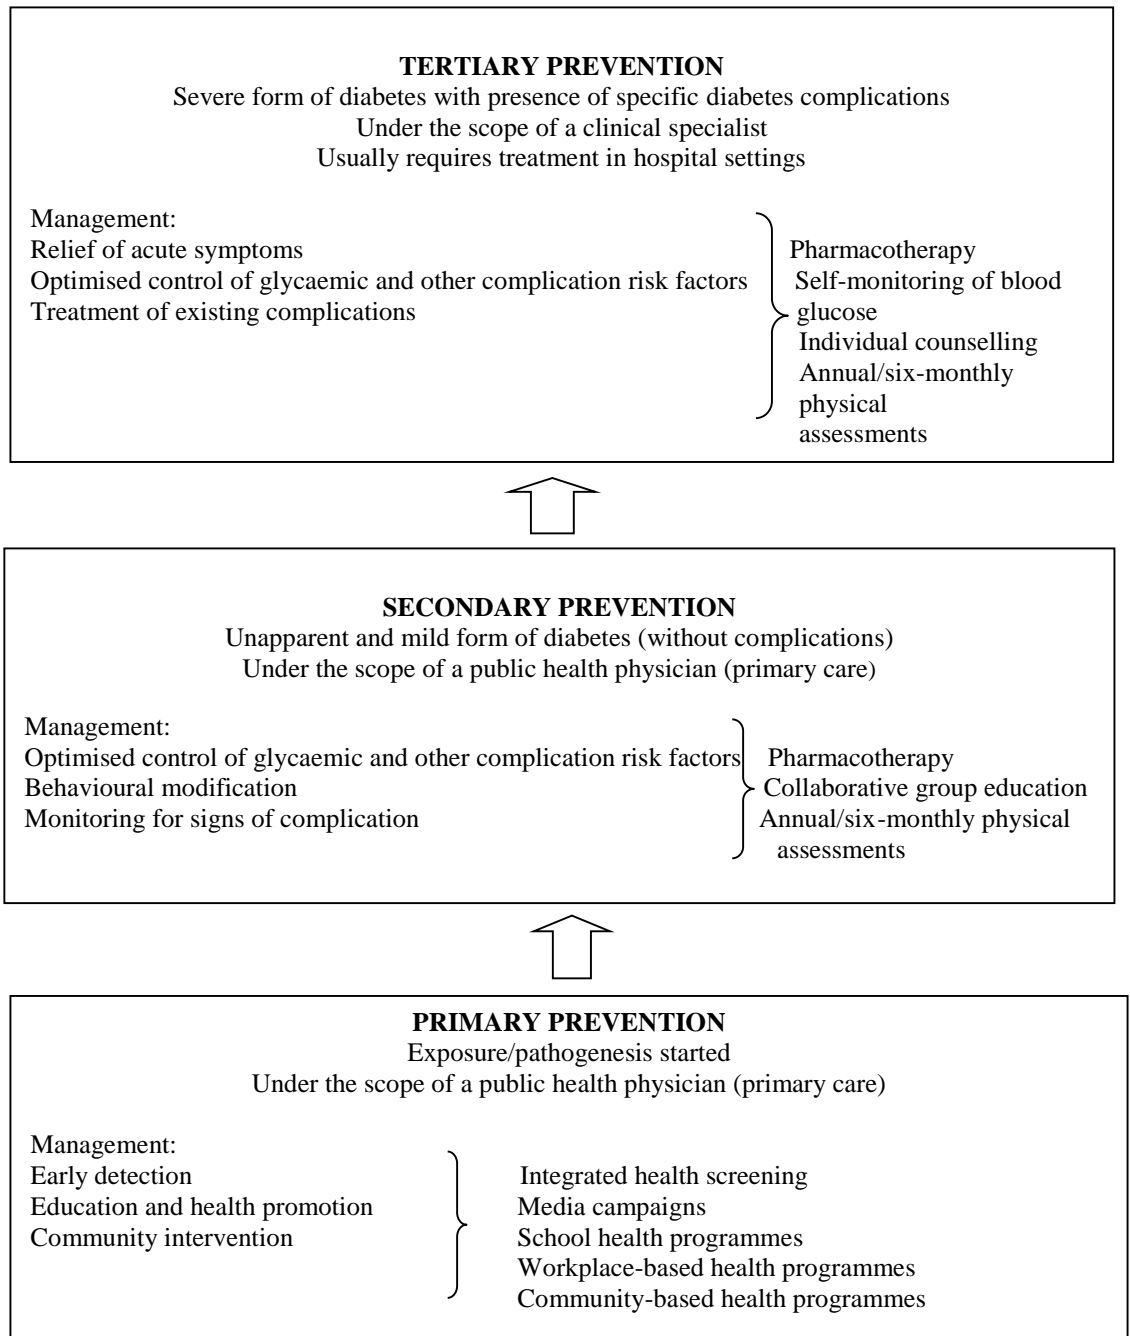 TERTIARY PREVENTION
Severe form of diabetes with presence of specific diabetes complications
Under the scope of a clinical specialist
Usually requires treatment in hospital settings
Management:
Relief of acute symptoms
Optimised control of glycaemic and other complication risk factors
Treatment of existing complications
Pharmacotherapy
Self-monitoring of blood
glucose
Individual counselling
Annual/six-monthly
physical
assessments
SECONDARY PREVENTION
Unapparent and mild form of diabetes (without complications)
Under the scope of a public health physician (primary care)
Management:
Optimised control of glycaemic and other complication risk factors
Behavioural modification
Monitoring for signs of complication
Pharmacotherapy
Collaborative group education
Annual/six-monthly physical
assessments
PRIMARY PREVENTION
Exposure/pathogenesis started
Under the scope of a public health physician (primary care)
Management:
Early detection
Education and health promotion
Community intervention
Integrated health screening
Media campaigns
School health programmes
Workplace-based health programmes
Community-based health programmes